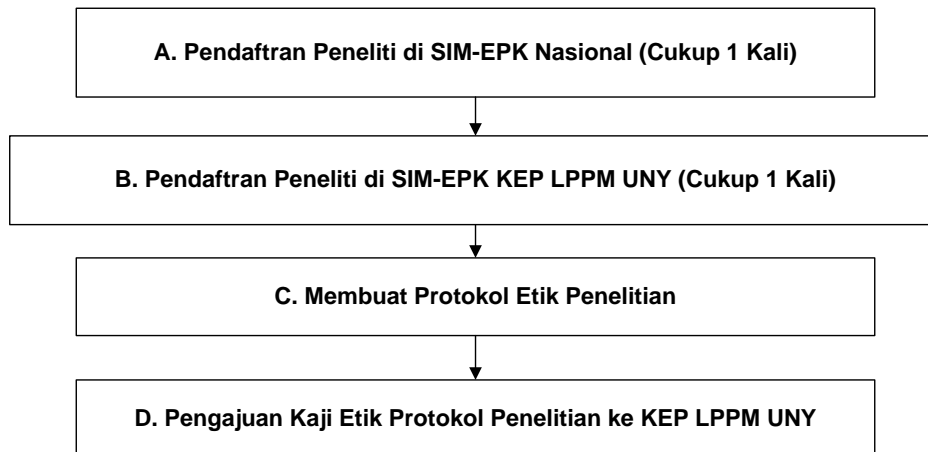 A. Pendaftran Peneliti di SIM-EPK Nasional (Cukup 1 Kali)
B. Pendaftran Peneliti di SIM-EPK KEP LPPM UNY (Cukup 1 Kali)
C. Membuat Protokol Etik Penelitian
D. Pengajuan Kaji Etik Protokol Penelitian ke KEP LPPM UNY